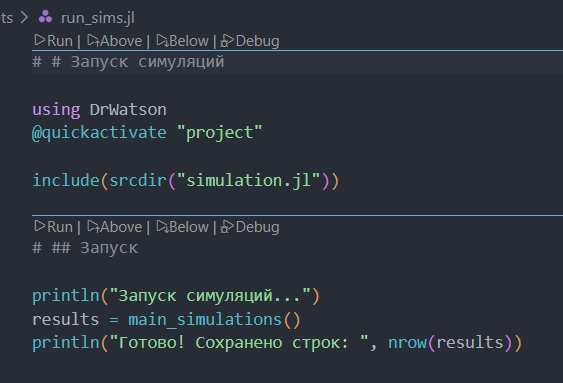 ts > run_sims.jl
Run | Above | Below | Debug
# # Запуск симуляций
using DrWatson
@quickactivate "project"
include(srcdir("simulation.jl"))
Run | Above | Below | Debug
# ## Запуск
println("Запуск симуляций...")
results = main_simulations()
println("Готово! Сохранено строк: ", nrow(results))